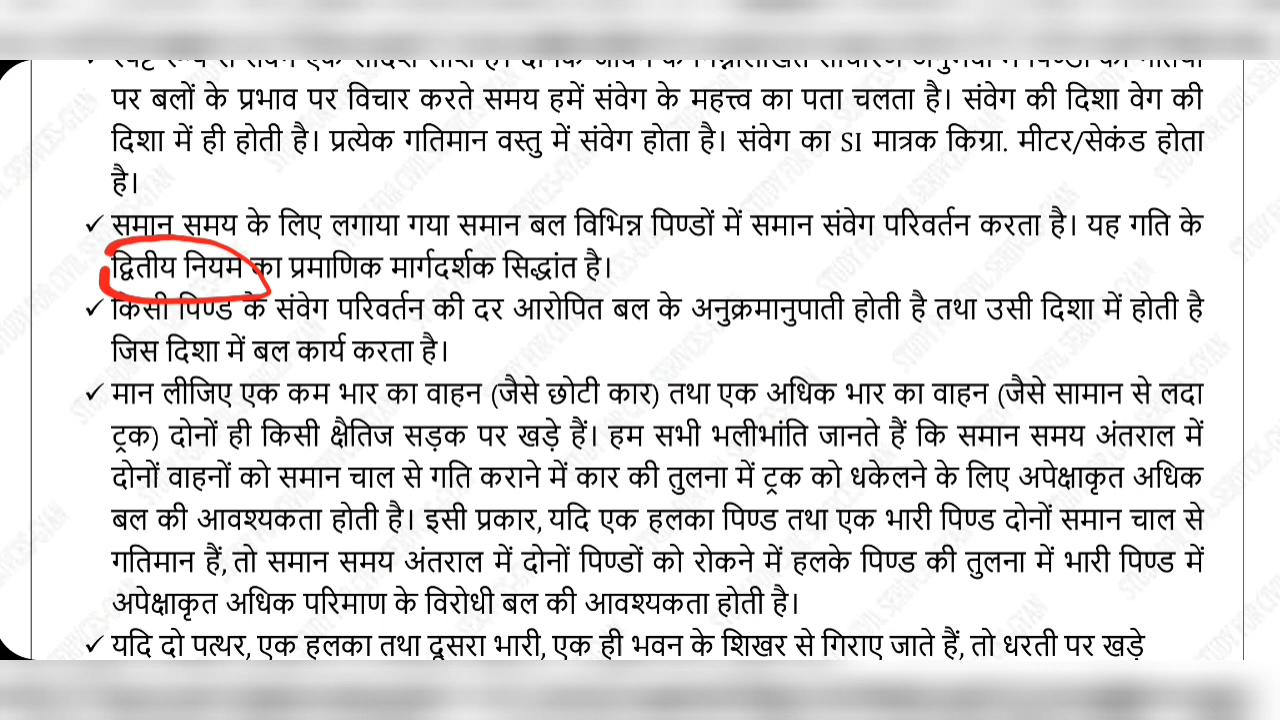 पर बलों के प्रभाव पर विचार करते समय हमें संवेग के महत्त्व का पता चलता है। संवेग की दिशा वेग की
दिशा में ही होती है। प्रत्येक गतिमान वस्तु में संवेग होता है। संवेग का SI मात्रक किग्रा. मीटर/सेकंड होता
है।
✓ समान समय के लिए लगाया गया समान बल विभिन्न पिण्डों में समान संवेग परिवर्तन करता है। यह गति के
द्वितीय नियम का प्रमाणिक मार्गदर्शक सिद्धांत है।
✓ किसी पिण्ड के संवेग परिवर्तन की दर आरोपित बल के अनुक्रमानुपाती होती है तथा उसी दिशा में होती है
जिस दिशा में बल कार्य करता है।
✓ मान लीजिए एक कम भार का वाहन (जैसे छोटी कार) तथा एक अधिक भार का वाहन (जैसे सामान से लदा
ट्रक) दोनों ही किसी क्षैतिज सड़क पर खड़े हैं। हम सभी भलीभांति जानते हैं कि समान समय अंतराल में
दोनों वाहनों को समान चाल से गति कराने में कार की तुलना में ट्रक को धकेलने के लिए अपेक्षाकृत अधिक
बल की आवश्यकता होती है। इसी प्रकार, यदि एक हलका पिण्ड तथा एक भारी पिण्ड दोनों समान चाल से
गतिमान हैं, तो समान समय अंतराल में दोनों पिण्डों को रोकने में हलके पिण्ड की तुलना में भारी पिण्ड में
अपेक्षाकृत अधिक परिमाण के विरोधी बल की आवश्यकता होती है।
✓ यदि दो पत्थर, एक हलका तथा दूसरा भारी, एक ही भवन के शिखर से गिराए जाते हैं, तो धरती पर खड़े